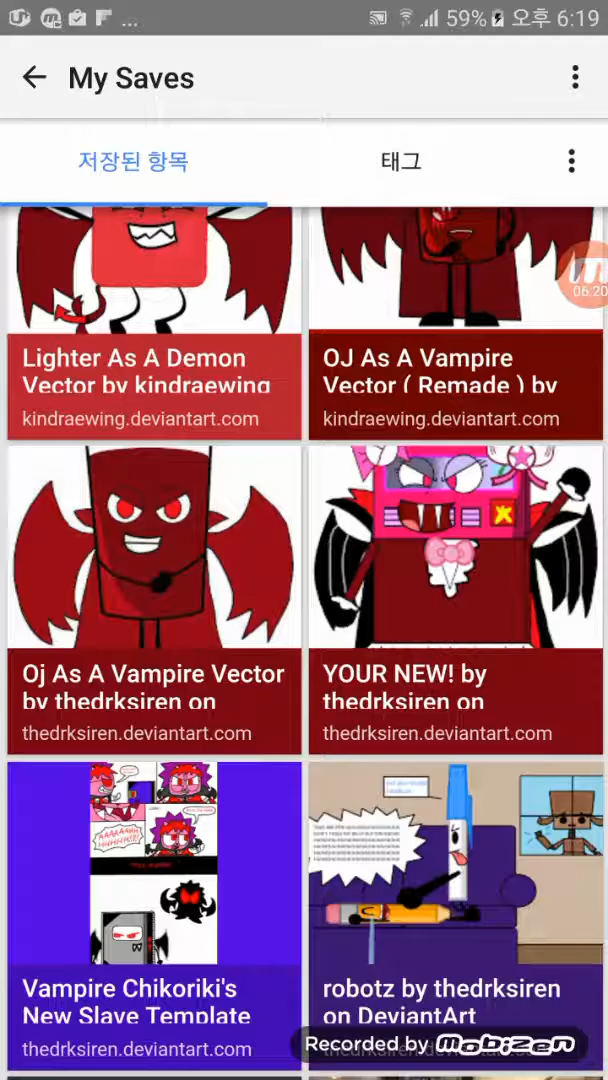 59% 오후 6:19
My Saves
저장된 항목
태그
06:20
Lighter As A Demon
Vector by kindraewing
kindraewing.deviantart.com
OJ As A Vampire
Vector ( Remade ) by
kindraewing.deviantart.com
Oj As A Vampire Vector
by thedrksiren on
thedrksiren.deviantart.com
YOUR NEW! by
thedrksiren on
thedrksiren.deviantart.com
Vampire Chikoriki's
New Slave Template
thedrksiren.deviantart.com
robotz by thedrksiren
on DeviantArt
Recorded by Mobizen